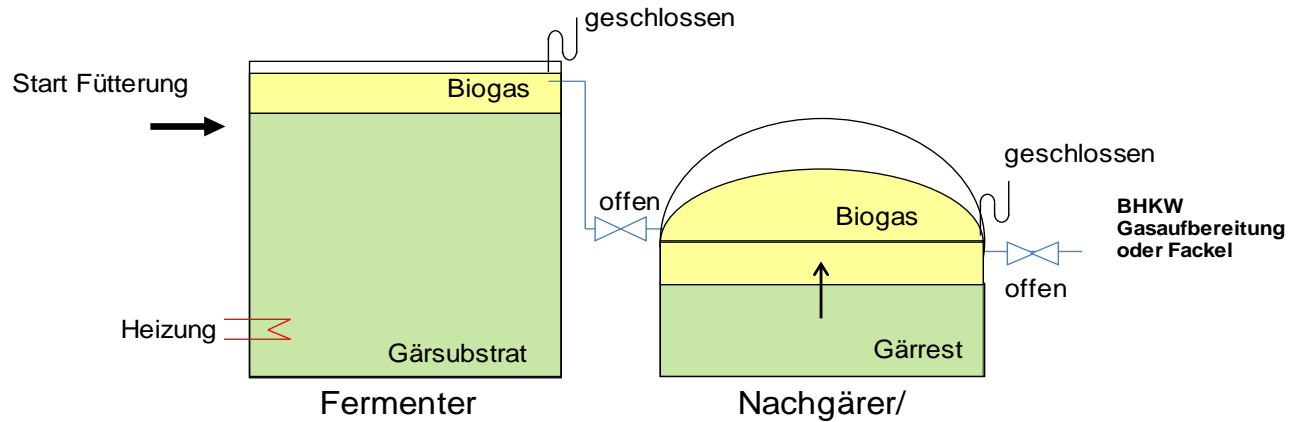 geschlossen
Start Fütterung
Biogas
geschlossen
offen
Biogas
BHKW
Gasaufbereitung
oder Fackel
offen
Heizung
Gärsubstrat
Gärrest
Fermenter
Nachgärer/